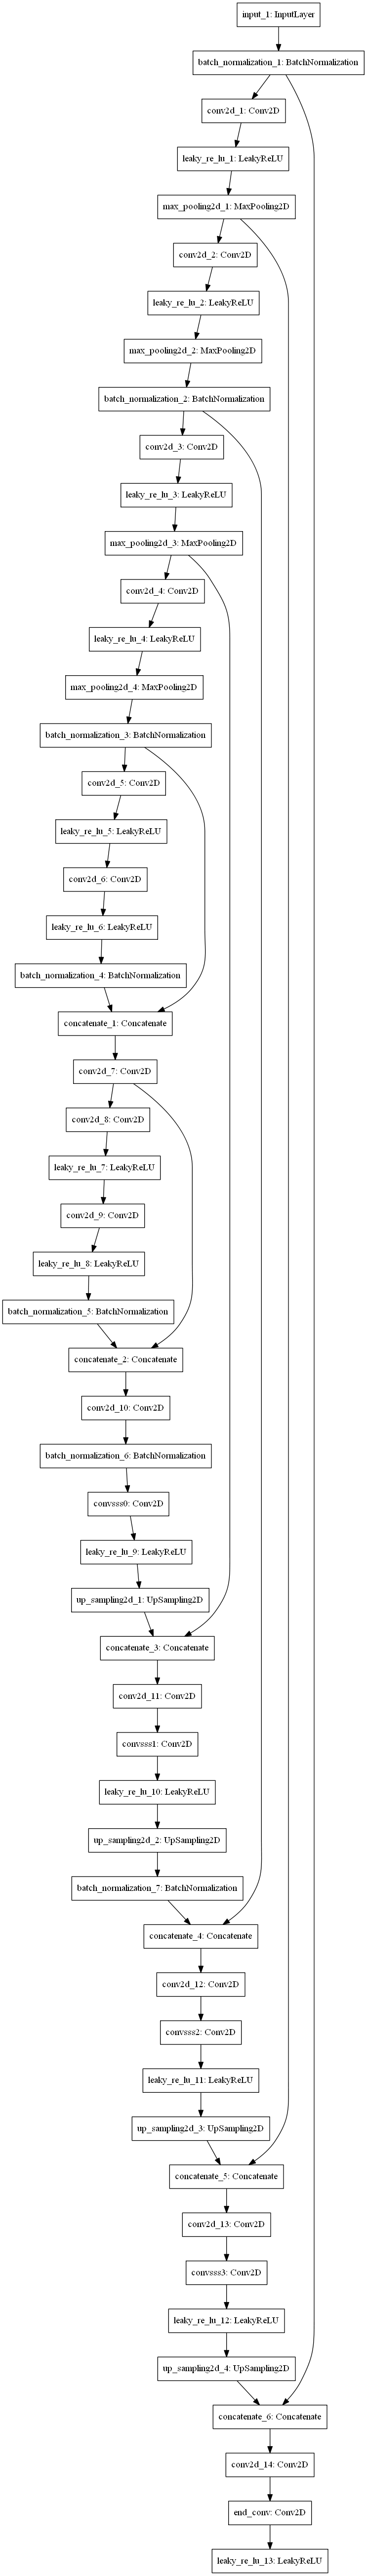 input_1: InputLayer
batch_normalization_1: BatchNormalization
conv2d_1: Conv2D
leaky_re_lu_1: LeakyReLU
max_pooling2d_1: MaxPooling2D
conv2d_2: Conv2D
leaky_re_lu_2: LeakyReLU
max_pooling2d_2: MaxPooling2D
batch_normalization_2: BatchNormalization
conv2d_3: Conv2D
leaky_re_lu_3: LeakyReLU
max_pooling2d_3: MaxPooling2D
conv2d_4: Conv2D
leaky_re_lu_4: LeakyReLU
max_pooling2d_4: MaxPooling2D
batch_normalization_3: BatchNormalization
conv2d_5: Conv2D
leaky_re_lu_5: LeakyReLU
conv2d_6: Conv2D
leaky_re_lu_6: LeakyReLU
batch_normalization_4: BatchNormalization
concatenate_1: Concatenate
conv2d_7: Conv2D
conv2d_8: Conv2D
leaky_re_lu_7: LeakyReLU
conv2d_9: Conv2D
leaky_re_lu_8: LeakyReLU
batch_normalization_5: BatchNormalization
concatenate_2: Concatenate
conv2d_10: Conv2D
batch_normalization_6: BatchNormalization
convsss0: Conv2D
leaky_re_lu_9: LeakyReLU
up_sampling2d_1: UpSampling2D
concatenate_3: Concatenate
conv2d_11: Conv2D
convsss1: Conv2D
leaky_re_lu_10: LeakyReLU
up_sampling2d_2: UpSampling2D
batch_normalization_7: BatchNormalization
concatenate_4: Concatenate
conv2d_12: Conv2D
convsss2: Conv2D
leaky_re_lu_11: LeakyReLU
up_sampling2d_3: UpSampling2D
concatenate_5: Concatenate
conv2d_13: Conv2D
convsss3: Conv2D
leaky_re_lu_12: LeakyReLU
up_sampling2d_4: UpSampling2D
concatenate_6: Concatenate
conv2d_14: Conv2D
end_conv: Conv2D
leaky_re_lu_13: LeakyReLU